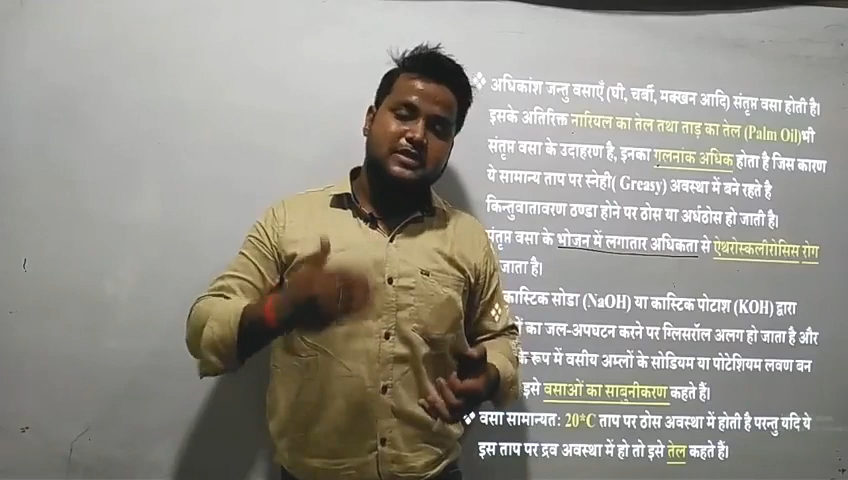 ❖ अधिकांश जन्तु वसाएँ (घी, चर्बी, मक्खन आदि) संतृप्त वसा होती है।
इसके अतिरिक्त नारियल का तेल तथा ताड़ का तेल (Palm Oil)भी
संतृप्त वसा के उदाहरण है, इनका गलनांक अधिक होता है जिस कारण
ये सामान्य ताप पर स्नेही( Greasy) अवस्था में बने रहते है
किन्तुवातावरण ठण्डा होने पर ठोस या अर्धठोस हो जाती है।
संतृप्त वसा के भोजन में लगातार अधिकता से ऐथरोस्कलीरोसिस रोग
जाता है।
❖ कास्टिक सोडा (NaOH) या कास्टिक पोटाश (KOH) द्वारा
का जल-अपघटन करने पर ग्लिसरॉल अलग हो जाता है और
के रूप में वसीय अम्लों के सोडियम या पोटेशियम लवण बन
इसे वसाओं का साबुनीकरण कहते हैं।
❖ वसा सामान्यत: 20*C ताप पर ठोस अवस्था में होती है परन्तु यदि ये
इस ताप पर द्रव अवस्था में हो तो इसे तेल कहते हैं।